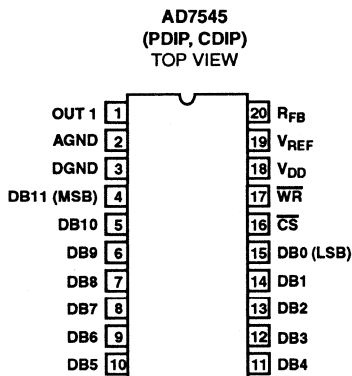 AD7545
(PDIP, CDIP)
TOP VIEW
OUT 1 1 20 RFB
AGND 2 19 VREF
DGND 3 18 VDD
DB11 (MSB) 4 17 WR
DB10 5 16 CS
DB9 6 15 DB0 (LSB)
DB8 7 14 DB1
DB7 8 13 DB2
DB6 9 12 DB3
DB5 10 11 DB4